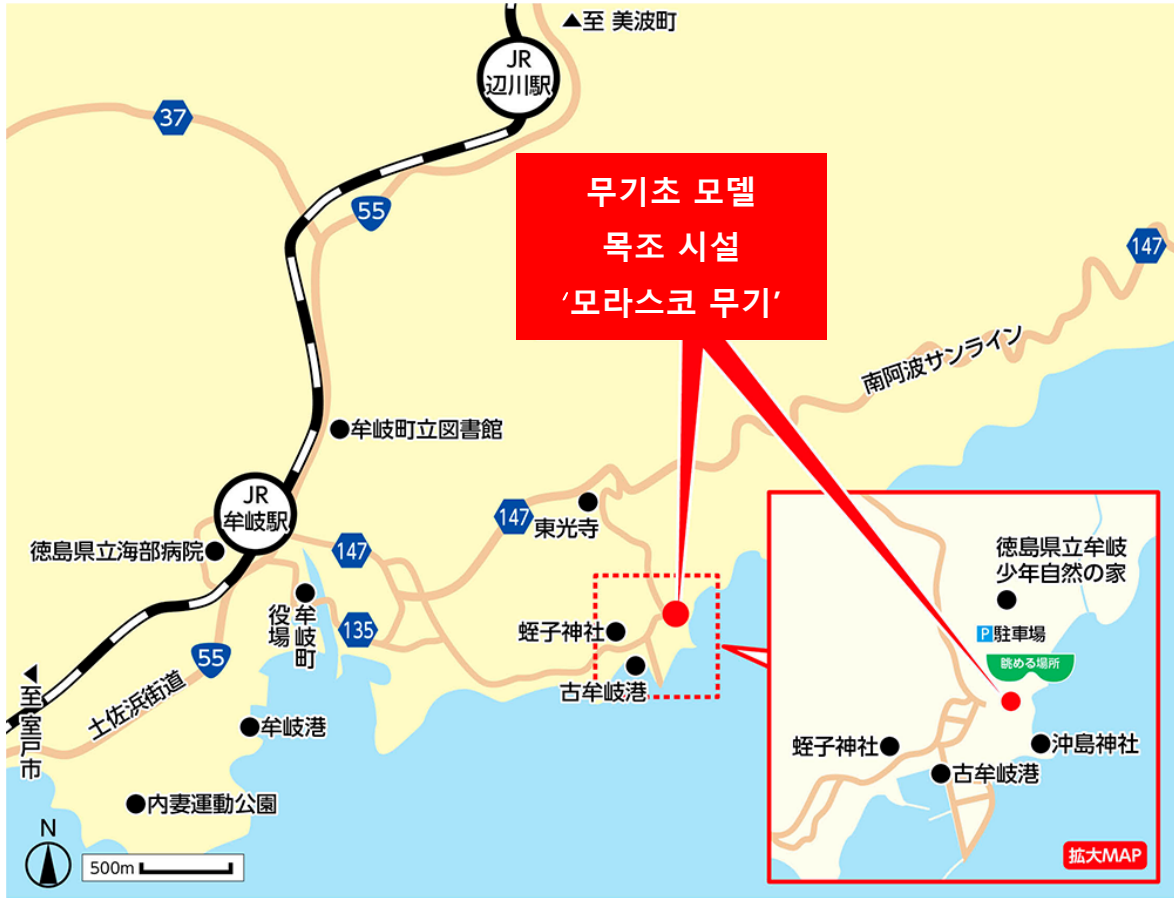 ▲至 美波町
JR
辺川駅
37
55
무기초 모델
목조 시설
‘모라스코 무기’
147
南阿波サンライン
牟岐町立図書館
JR
牟岐駅
147
東光寺
徳島県立海部病院
147
牟岐町
役場
135
蛭子神社
古牟岐港
55
土佐浜街道
◀至室戸市
牟岐港
内妻運動公園
N
500m
徳島県立牟岐
少年自然の家
P駐車場
眺める場所
蛭子神社
沖島神社
古牟岐港
拡大MAP